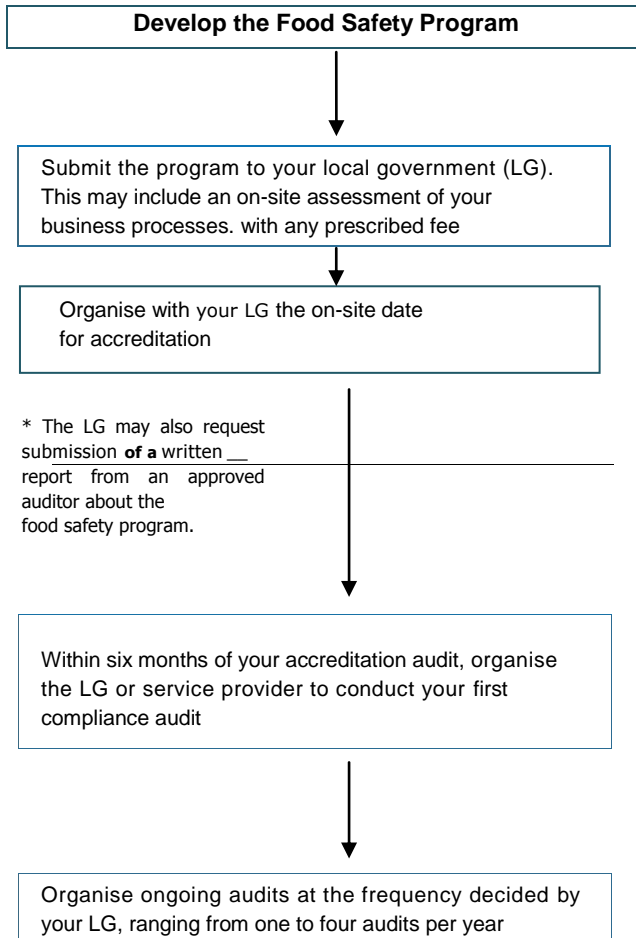 Develop the Food Safety Program
Submit the program to your local government (LG).
This may include an on-site assessment of your
business processes. with any prescribed fee
Organise with your LG the on-site date
for accreditation
* The LG may also request
submission of a written __
report from an approved
auditor about the
food safety program.
Within six months of your accreditation audit, organise
the LG or service provider to conduct your first
compliance audit
Organise ongoing audits at the frequency decided by
your LG, ranging from one to four audits per year